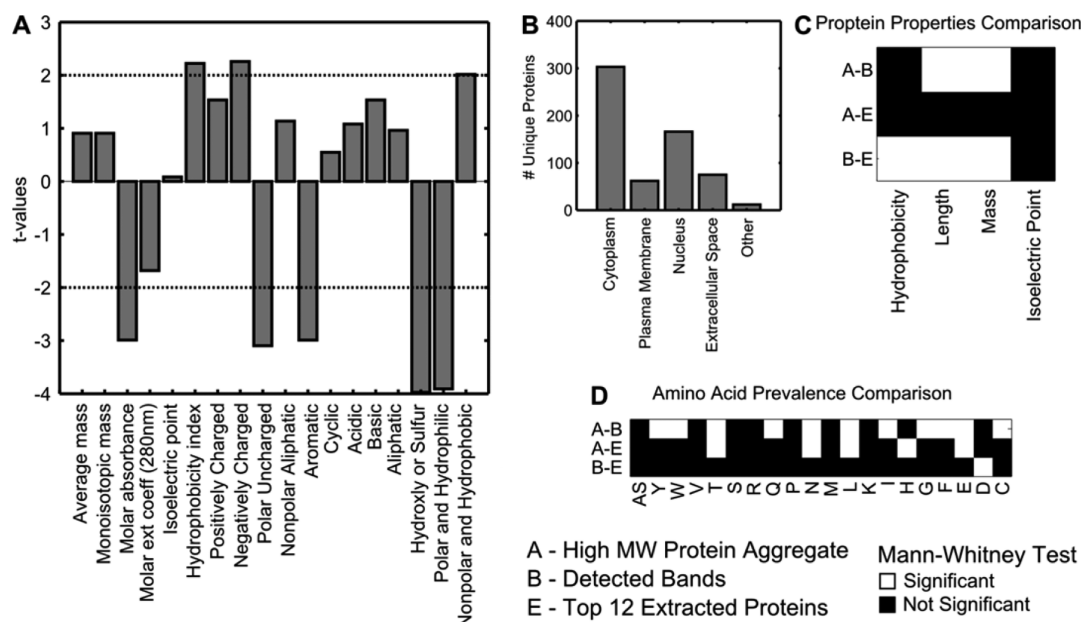 A
3
2
1
0
-1
-2
-3
-4
t-values
Average mass
Monoisotopic mass
Molar absorbance
Molar ext coeff (280nm)
Isoelectric point
Hydrophobicity index
Positively Charged
Negatively Charged
Polar Uncharged
Nonpolar Aliphatic
Aromatic
Cyclic
Acidic
Basic
Aliphatic
Hydroxly or Sulfur
Polar and Hydrophilic
Nonpolar and Hydrophobic
B
400
300
200
100
0
# Unique Proteins
Cytoplasm
Plasma Membrane
Nucleus
Extracellular Space
Other
C Proptein Properties Comparison
A-B
A-E
B-E
Hydrophobicity
Length
Mass
Isoelectric Point
D Amino Acid Prevalence Comparison
A-B
A-E
B-E
AS
Y
W
V
T
S
R
Q
P
N
M
L
K
I
H
G
F
E
D
C
A - High MW Protein Aggregate
B - Detected Bands
E - Top 12 Extracted Proteins
Mann-Whitney Test
Significant
Not Significant